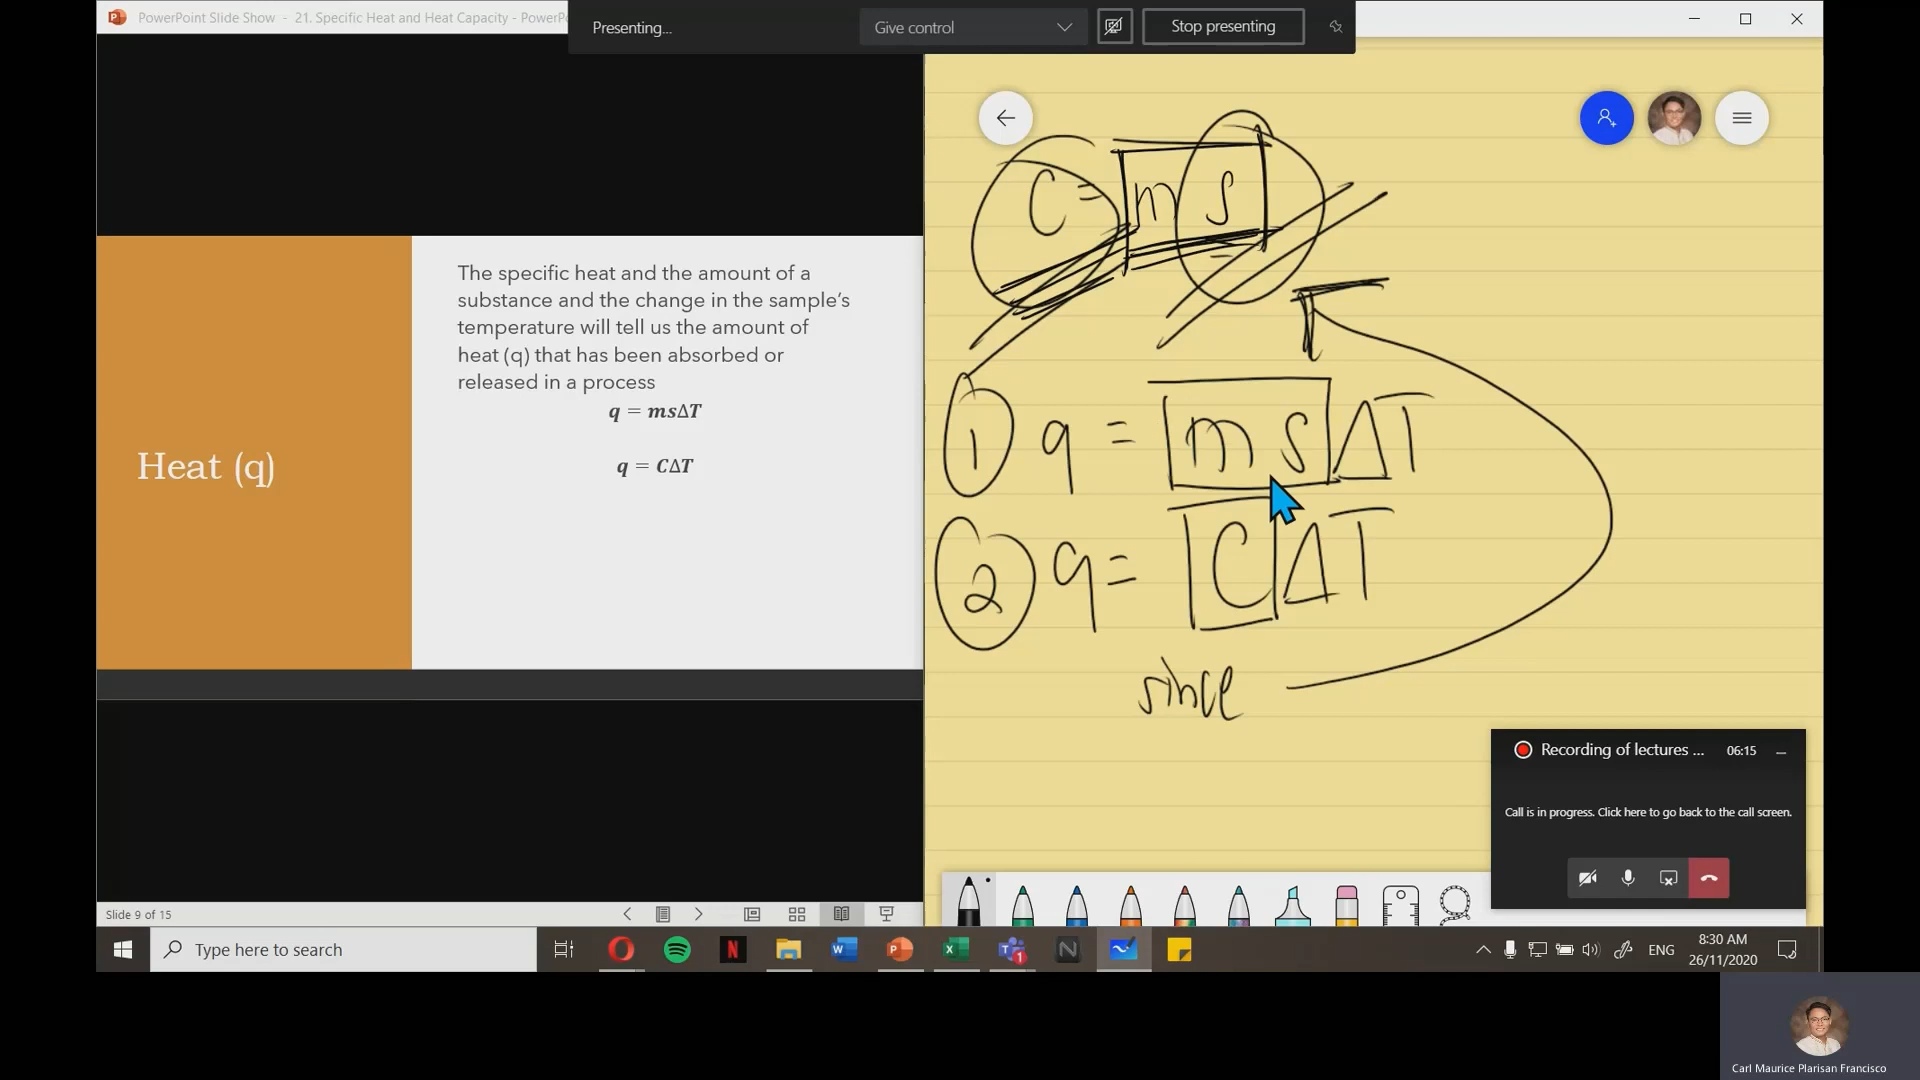 PowerPoint Slide Show - 21. Specific Heat and Heat Capacity - PowerP
Presenting...
Give control
Stop presenting
The specific heat and the amount of a
substance and the change in the sample's
temperature will tell us the amount of
heat (q) that has been absorbed or
released in a process
q = msΔT
q = CΔT
Heat (q)
C = m s
1 q = m s ΔT
2 q = C ΔT
since
Recording of lectures ... 06:15
Call is in progress. Click here to go back to the call screen.
Slide 9 of 15
Type here to search
1
ENG
8:30 AM
26/11/2020
Carl Maurice Plarisan Francisco